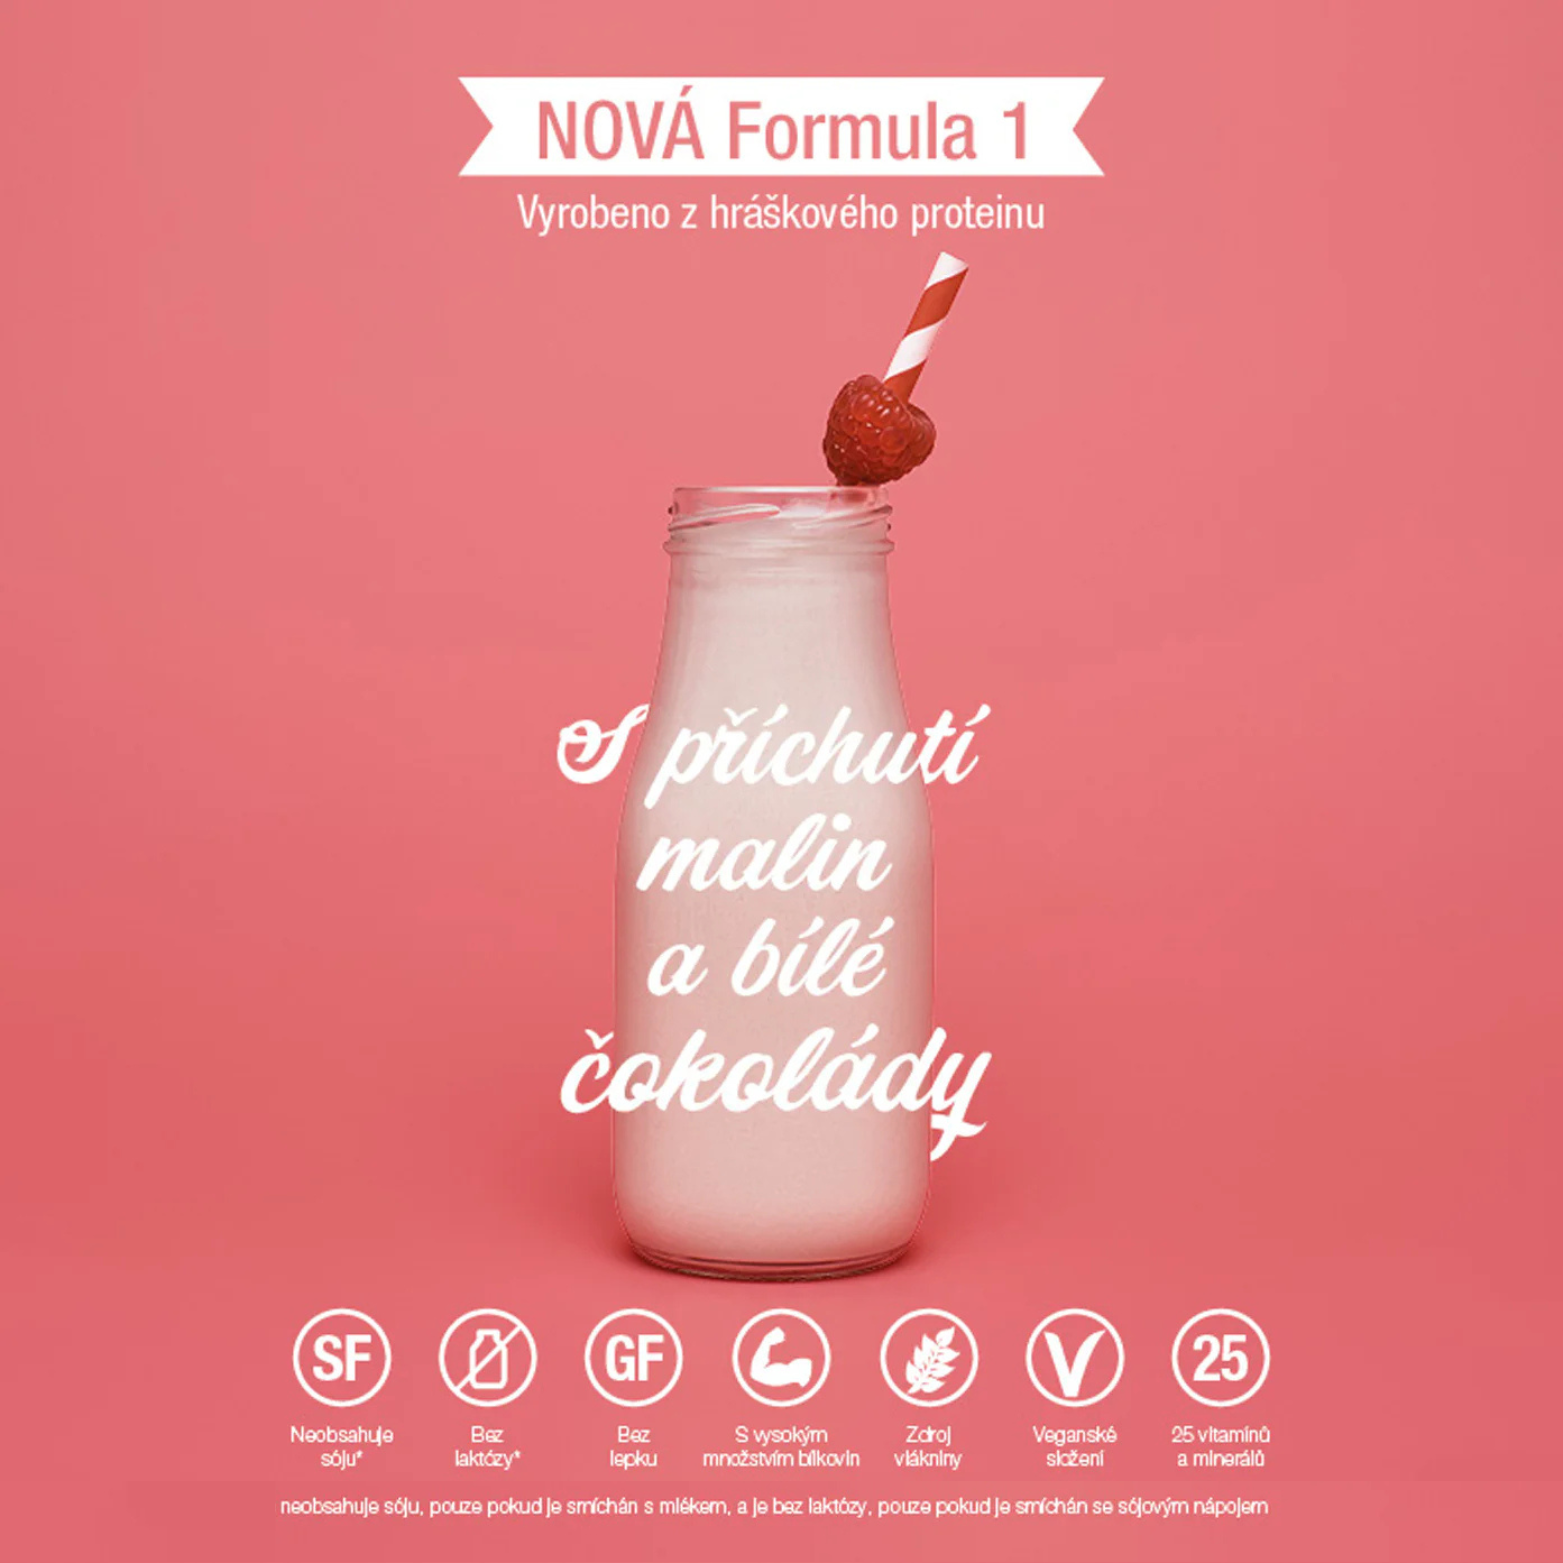 NOVÁ Formula 1
Vyrobeno z hráškového proteinu
S příchutí
malin
a bílé
čokolády
SF
GF
25
Neobsahuje
sóju*
Bez
laktózy*
Bez
lepku
S vysokým
množstvím bílkovin
Zdroj
vlákniny
Veganské
složení
25 vitamínů
a minerálů
neobsahuje sóju, pouze pokud je smíchán s mlékem, a je bez laktózy, pouze pokud je smíchán se sójovým nápojem